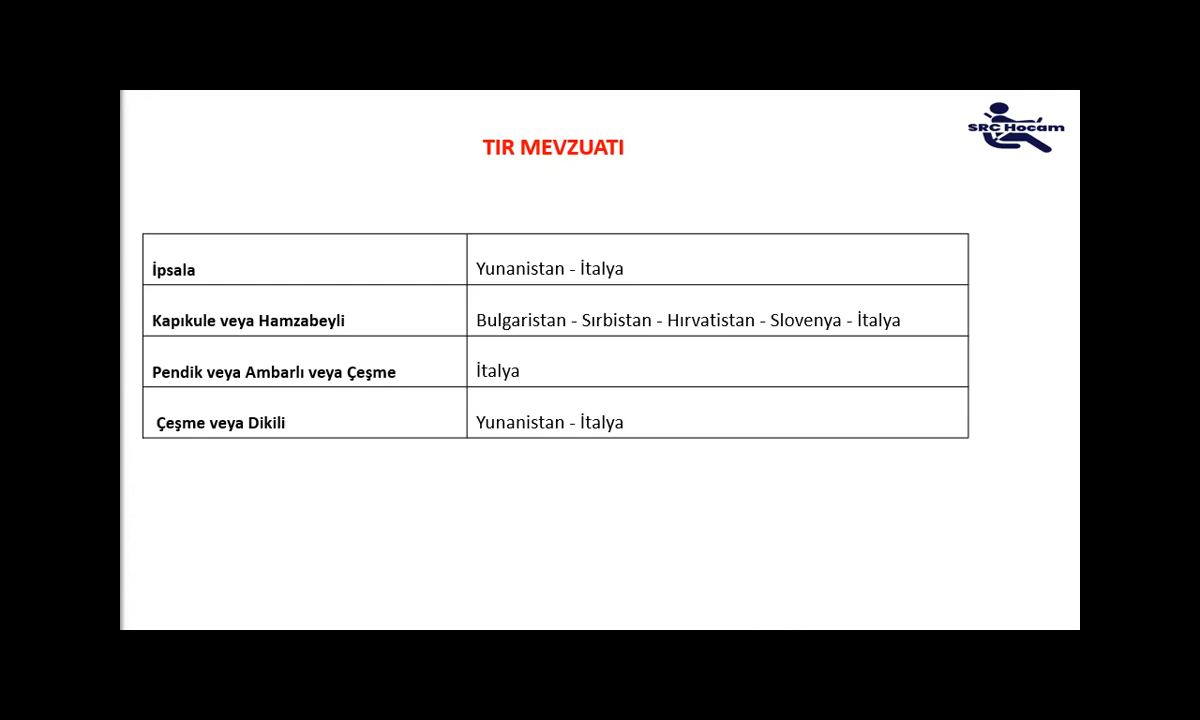 SRC Hocam
TIR MEVZUATI
İpsala
Yunanistan - İtalya
Kapıkule veya Hamzabeyli
Bulgaristan - Sırbistan - Hırvatistan - Slovenya - İtalya
Pendik veya Ambarlı veya Çeşme
İtalya
Çeşme veya Dikili
Yunanistan - İtalya